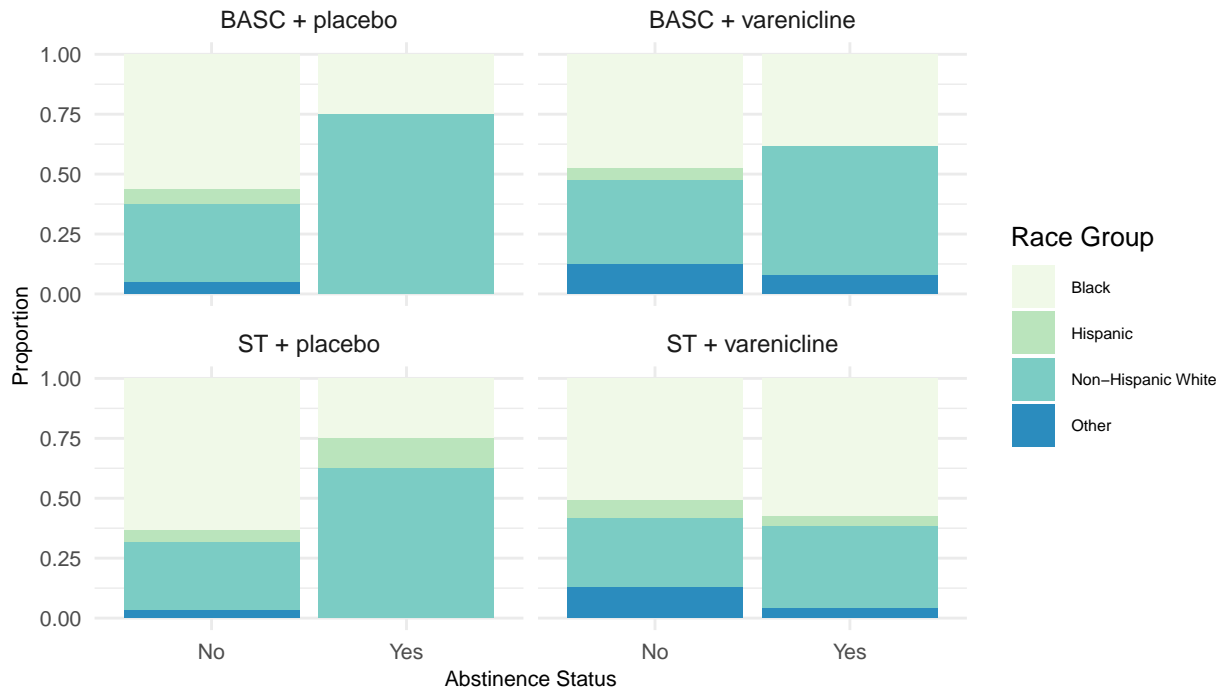 BASC + placebo
BASC + varenicline
1.00
0.75
0.50
0.25
0.00
ST + placebo
ST + varenicline
1.00
0.75
0.50
0.25
0.00
Proportion
No
Yes
No
Yes
Abstinence Status
Race Group
Black
Hispanic
Non−Hispanic White
Other